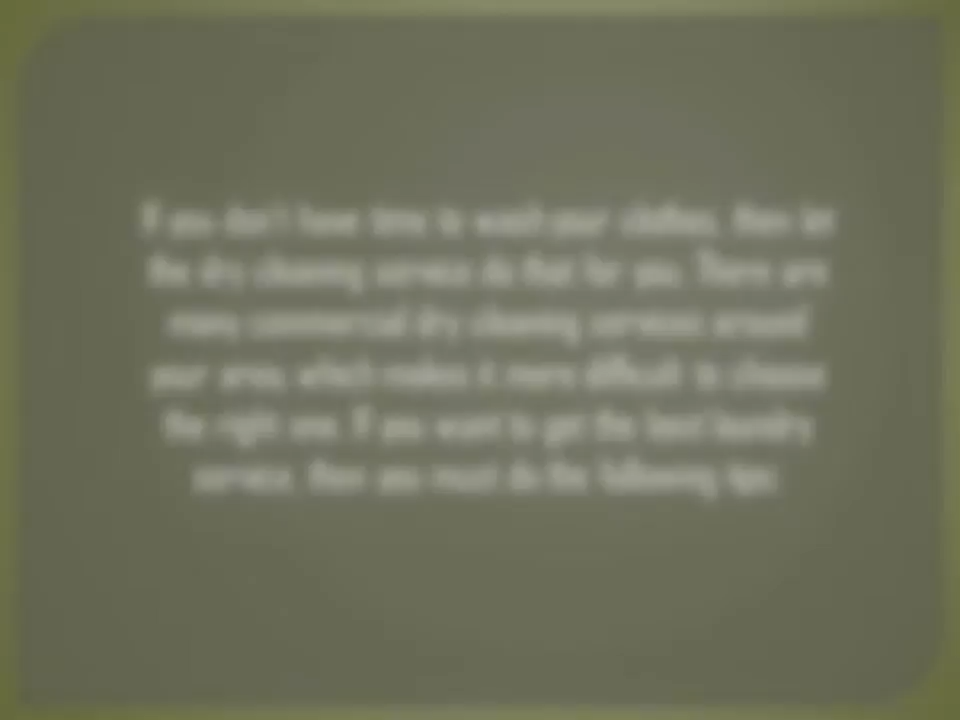 If you don't have time to wash your clothes, then let
the dry cleaning service do that for you. There are
many commercial dry cleaning services around
your area, which makes it more difficult to choose
the right one. If you want to get the best laundry
service, then you must do the following tips: